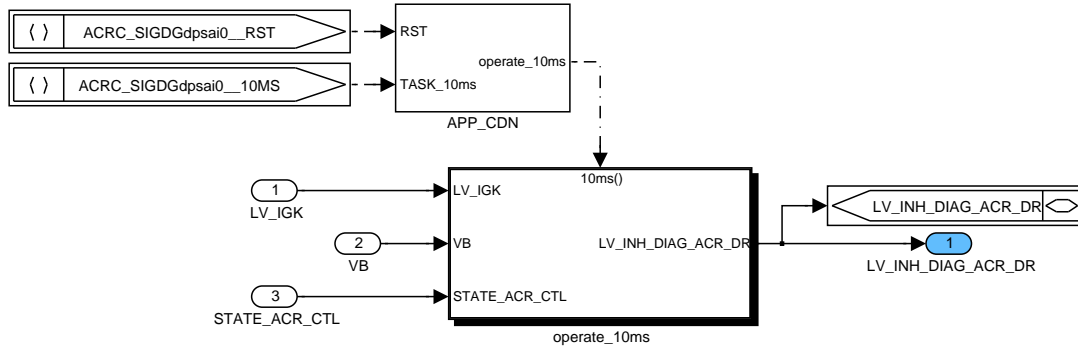 ACRC_SIGDGdpsai0__RST
RST
operate_10ms
ACRC_SIGDGdpsai0__10MS
TASK_10ms
APP_CDN
10ms()
1
LV_IGK
LV_IGK
LV_INH_DIAG_ACR_DR
2
VB
VB
LV_INH_DIAG_ACR_DR
1
LV_INH_DIAG_ACR_DR
3
STATE_ACR_CTL
STATE_ACR_CTL
operate_10ms